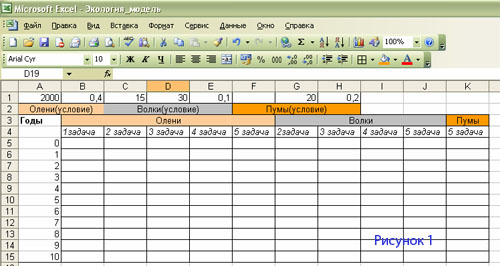 Microsoft Excel - Экология_модель
Файл Правка Вид Вставка Формат Сервис Данные Окно Справка
100%
Arial Cyr 10 Ж К Ч
D19 fx
A B C D E F G H I J K
1 2000 0,4 15 30 0,1 20 0,2
2 Олени(условие) Волки(условие) Пумы(условие)
3 Годы Олени Волки Пумы
4 1задача 2 задача 3 задача 4 задача 5 задача 2задача 3 задача 4 задача 5 задача 5 задача
5 0
6 1
7 2
8 3
9 4
10 5
11 6
12 7
13 8
14 9
15 10
Рисунок 1